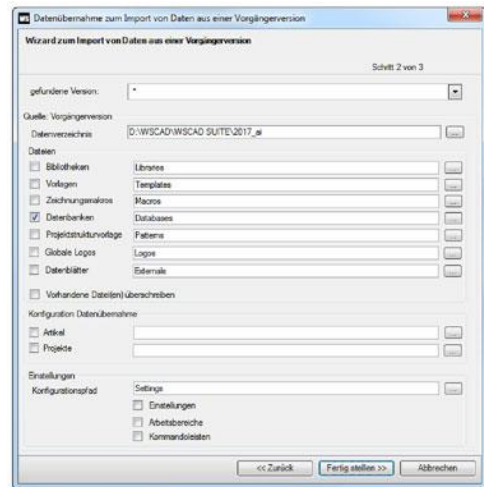 Datenübernahme zum Import von Daten aus einer Vorgängerversion
Wizard zum Import von Daten aus einer Vorgängerversion
Schritt 2 von 3
gefundene Version: *
Quelle: Vorgängerversion
Datenverzeichnis D:\WSCAD\WSCAD SUITE\2017_ai ...
Dateien
Bibliotheken Libraries ...
Vorlagen Templates ...
Zeichnungsmakros Macros ...
Datenbanken Databases ...
Projektstrukturvorlage Patterns ...
Globale Logos Logos ...
Datenblätter Externals ...
Vorhandene Datei(en) überschreiben
Konfiguration Datenübernahme
Artikel ...
Projekte ...
Einstellungen
Konfigurationspfad Settings ...
Einstellungen
Arbeitsbereiche
Kommandoleisten
<< Zurück Fertig stellen >> Abbrechen